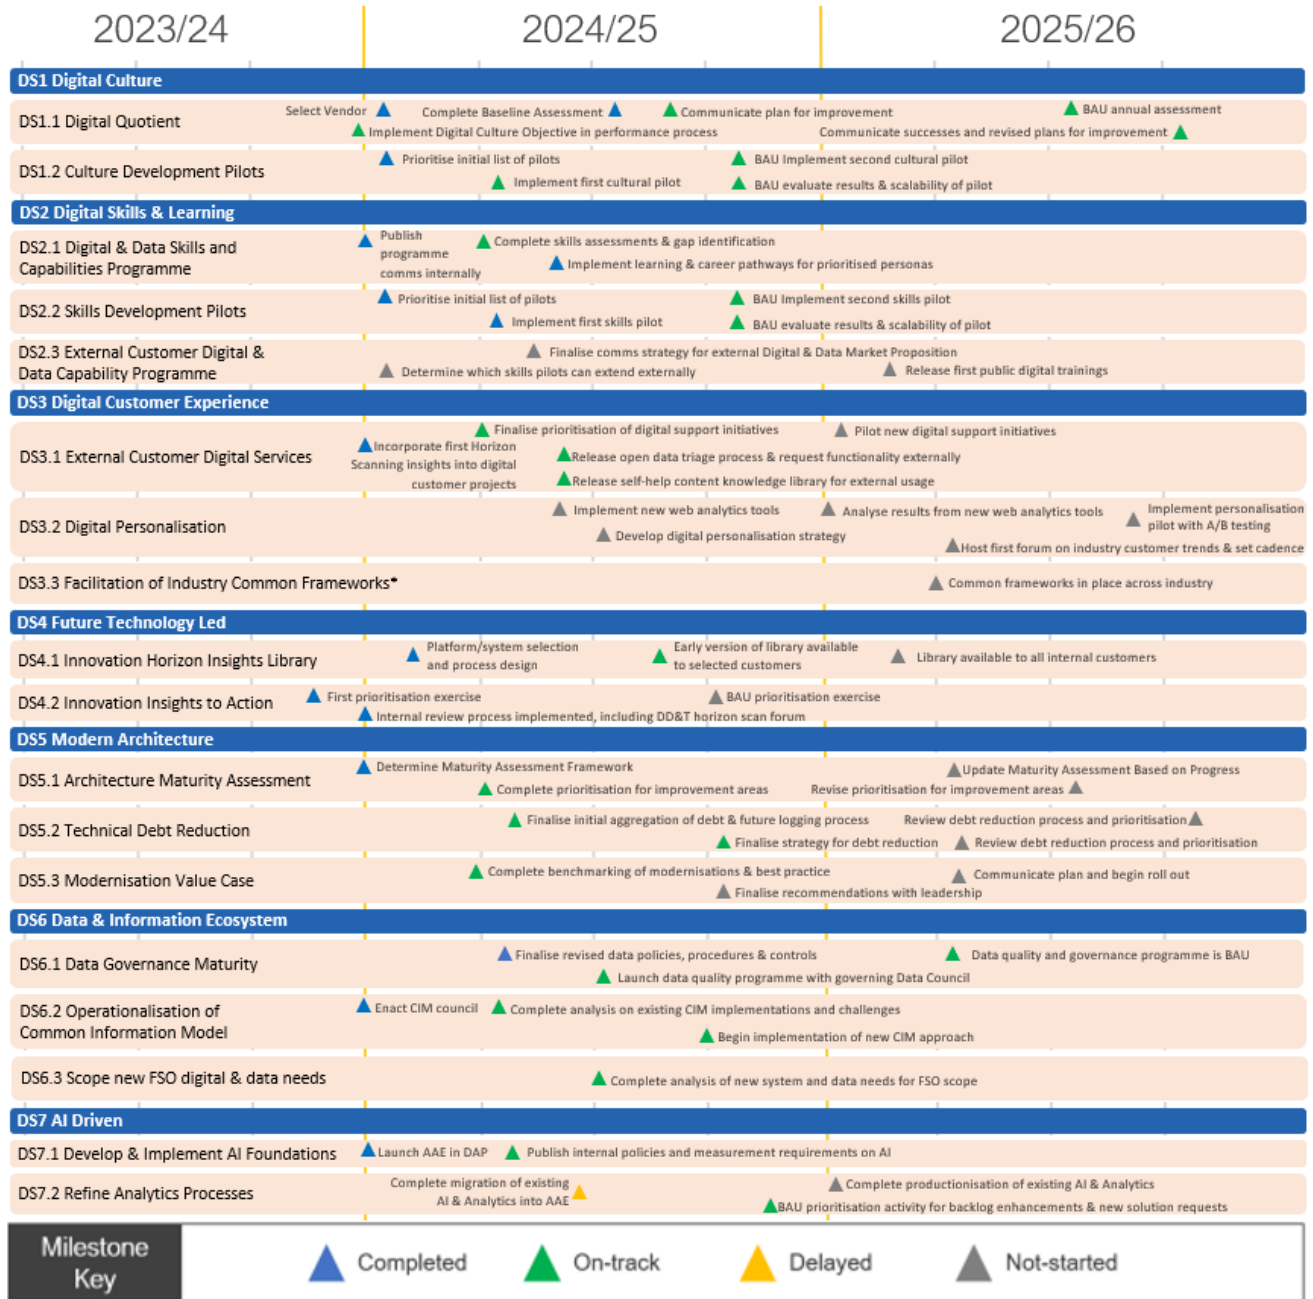 2023/24
2024/25
2025/26
DS1 Digital Culture
DS1.1 Digital Quotient
Select Vendor
Complete Baseline Assessment
Communicate plan for improvement
BAU annual assessment
Implement Digital Culture Objective in performance process
Communicate successes and revised plans for improvement
DS1.2 Culture Development Pilots
Prioritise initial list of pilots
BAU Implement second cultural pilot
Implement first cultural pilot
BAU evaluate results & scalability of pilot
DS2 Digital Skills & Learning
DS2.1 Digital & Data Skills and
Capabilities Programme
Publish
programme
comms internally
Complete skills assessments & gap identification
Implement learning & career pathways for prioritised personas
DS2.2 Skills Development Pilots
Prioritise initial list of pilots
BAU Implement second skills pilot
Implement first skills pilot
BAU evaluate results & scalability of pilot
DS2.3 External Customer Digital &
Data Capability Programme
Finalise comms strategy for external Digital & Data Market Proposition
Determine which skills pilots can extend externally
Release first public digital trainings
DS3 Digital Customer Experience
DS3.1 External Customer Digital Services
Finalise prioritisation of digital support initiatives
Pilot new digital support initiatives
Incorporate first Horizon
Scanning insights into digital
customer projects
Release open data triage process & request functionality externally
Release self-help content knowledge library for external usage
DS3.2 Digital Personalisation
Implement new web analytics tools
Analyse results from new web analytics tools
Implement personalisation
pilot with A/B testing
Develop digital personalisation strategy
Host first forum on industry customer trends & set cadence
DS3.3 Facilitation of Industry Common Frameworks*
Common frameworks in place across industry
DS4 Future Technology Led
DS4.1 Innovation Horizon Insights Library
Platform/system selection
and process design
Early version of library available
to selected customers
Library available to all internal customers
DS4.2 Innovation Insights to Action
First prioritisation exercise
BAU prioritisation exercise
Internal review process implemented, including DD&T horizon scan forum
DS5 Modern Architecture
DS5.1 Architecture Maturity Assessment
Determine Maturity Assessment Framework
Update Maturity Assessment Based on Progress
Complete prioritisation for improvement areas
Revise prioritisation for improvement areas
DS5.2 Technical Debt Reduction
Finalise initial aggregation of debt & future logging process
Review debt reduction process and prioritisation
Finalise strategy for debt reduction
Review debt reduction process and prioritisation
DS5.3 Modernisation Value Case
Complete benchmarking of modernisations & best practice
Communicate plan and begin roll out
Finalise recommendations with leadership
DS6 Data & Information Ecosystem
DS6.1 Data Governance Maturity
Finalise revised data policies, procedures & controls
Data quality and governance programme is BAU
Launch data quality programme with governing Data Council
DS6.2 Operationalisation of
Common Information Model
Enact CIM council
Complete analysis on existing CIM implementations and challenges
Begin implementation of new CIM approach
DS6.3 Scope new FSO digital & data needs
Complete analysis of new system and data needs for FSO scope
DS7 AI Driven
DS7.1 Develop & Implement AI Foundations
Launch AAE in DAP
Publish internal policies and measurement requirements on AI
DS7.2 Refine Analytics Processes
Complete migration of existing
AI & Analytics into AAE
Complete productionisation of existing AI & Analytics
BAU prioritisation activity for backlog enhancements & new solution requests
Milestone
Key
Completed
On-track
Delayed
Not-started